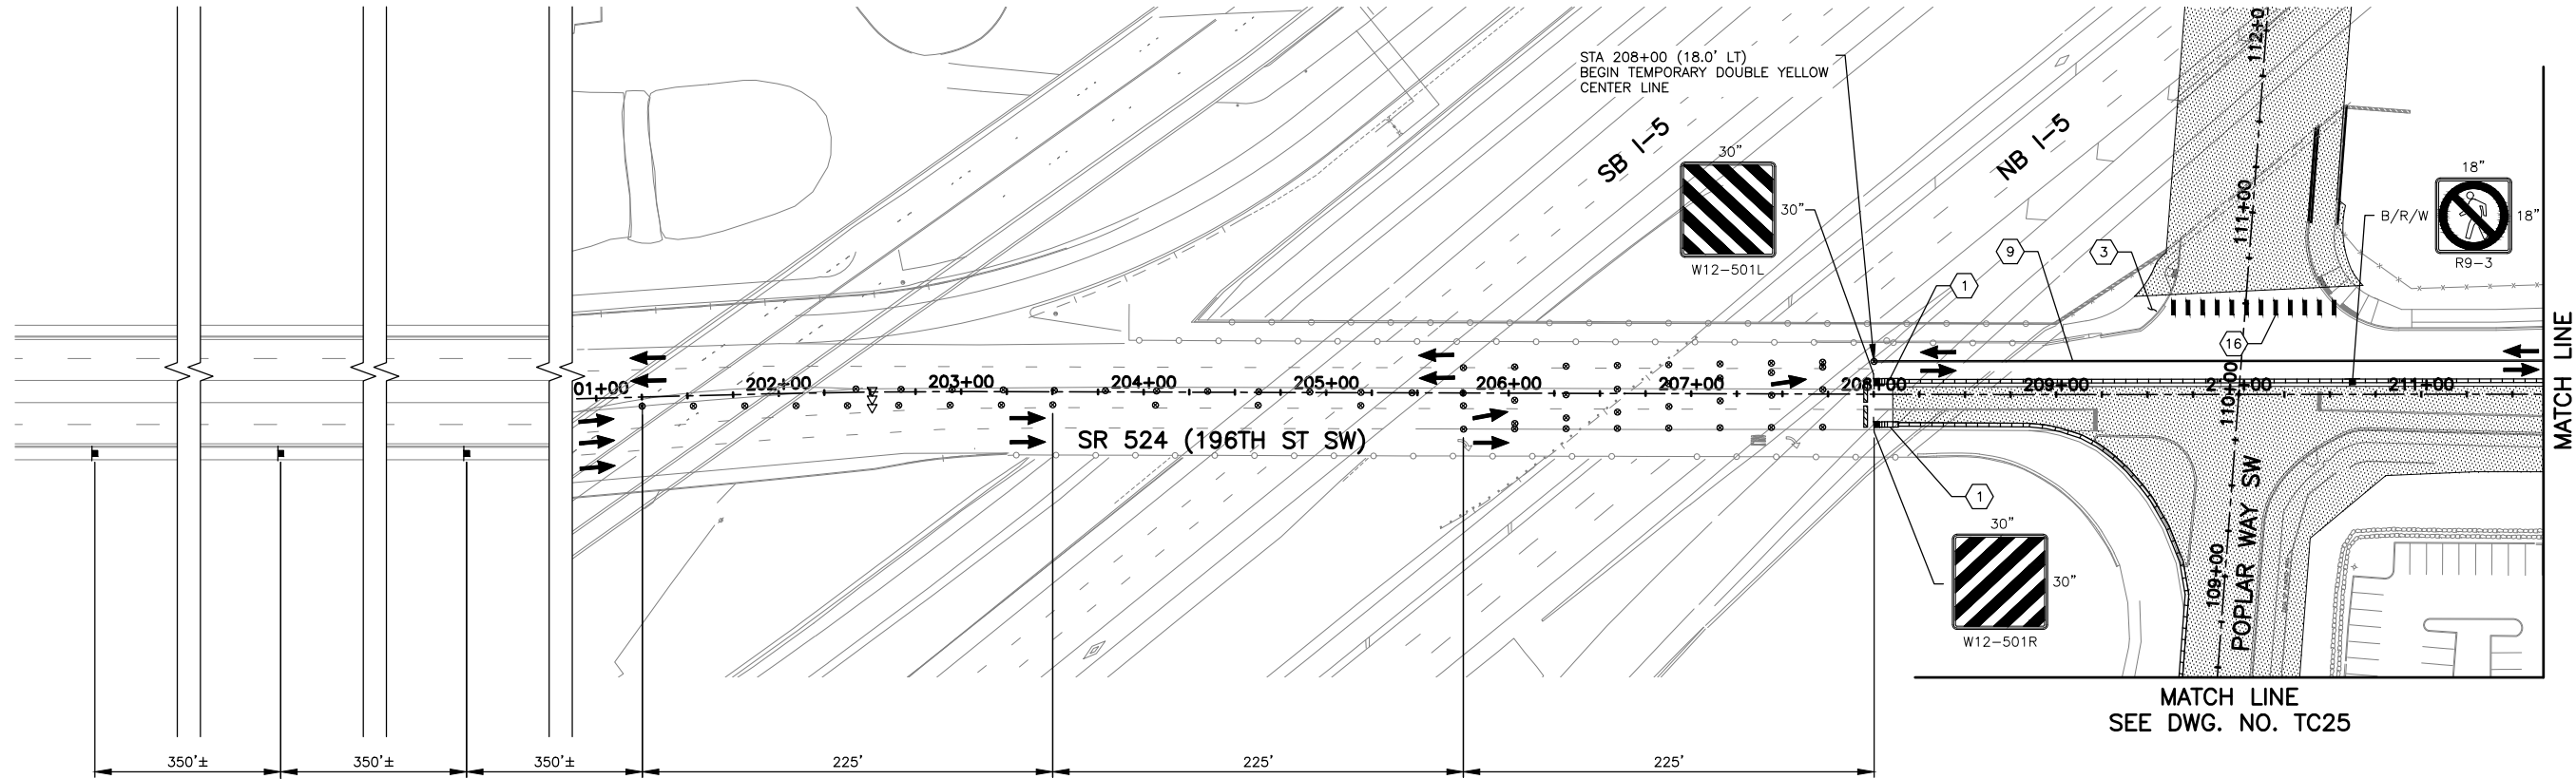 STA 208+00 (18.0' LT)
BEGIN TEMPORARY DOUBLE YELLOW
CENTER LINE
SB I-5
NB I-5
112+0
111+00
30"
30"
W12-501L
18"
18"
B/R/W
R9-3
9
3
1
16
01+00
202+00
203+00
204+00
205+00
206+00
207+00
208+00
209+00
211+00
110+00
SR 524 (196TH ST SW)
1
30"
30"
W12-501R
109+00
POPLAR WAY SW
MATCH LINE
MATCH LINE
SEE DWG. NO. TC25
350'±
350'±
350'±
225'
225'
225'